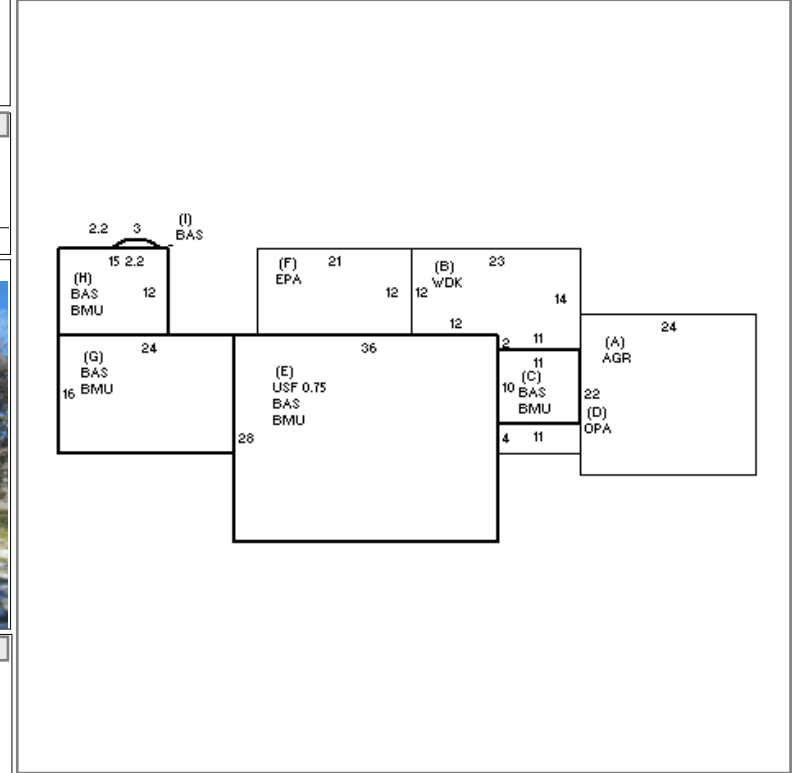 2.2 3 (I)
BAS
15 2.2
(H)
BAS
BMU
12
(F)
EPA
21
12
(B)
WDK
23
12
14
12
24
(A)
AGR
(G)
BAS
BMU
24
16
36
(E)
USF 0.75
BAS
BMU
28
2 11
11
10
(C)
BAS
BMU
22
(D)
OPA
4 11